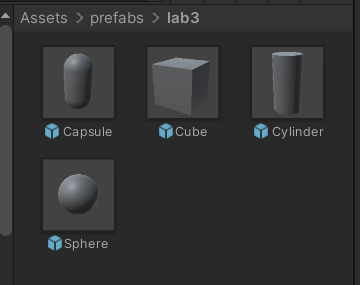 Assets > prefabs > lab3
Capsule
Cube
Cylinder
Sphere